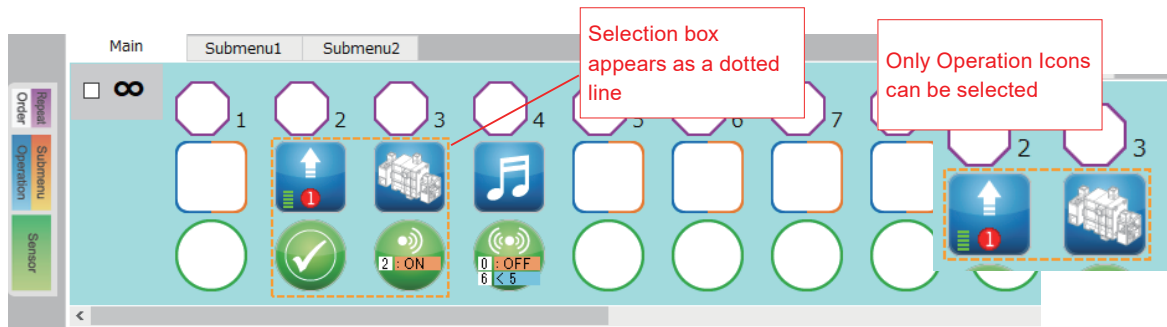 Main
Submenu1
Submenu2
Selection box
appears as a dotted
line
Only Operation Icons
can be selected
Repeat
Order
Submenu
Operation
Sensor
∞
1
2
3
4
5
6
7
2
3
1
1
2 : ON
0 : OFF
6 < 5